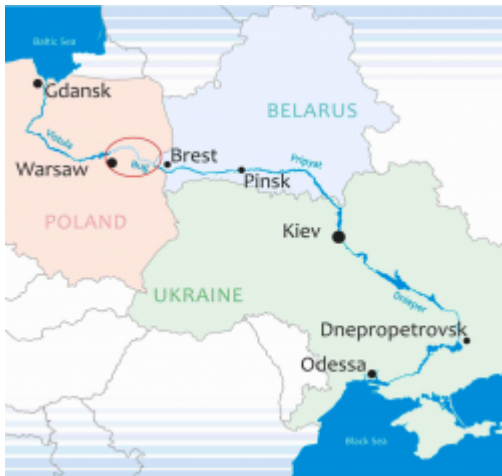 Baltic Sea
Gdansk
BELARUS
Vistula
Brest
Pripyat
Warsaw
Bug
Pinsk
POLAND
Kiev
UKRAINE
Dnieper
Dnepropetrovsk
Odessa
Black Sea